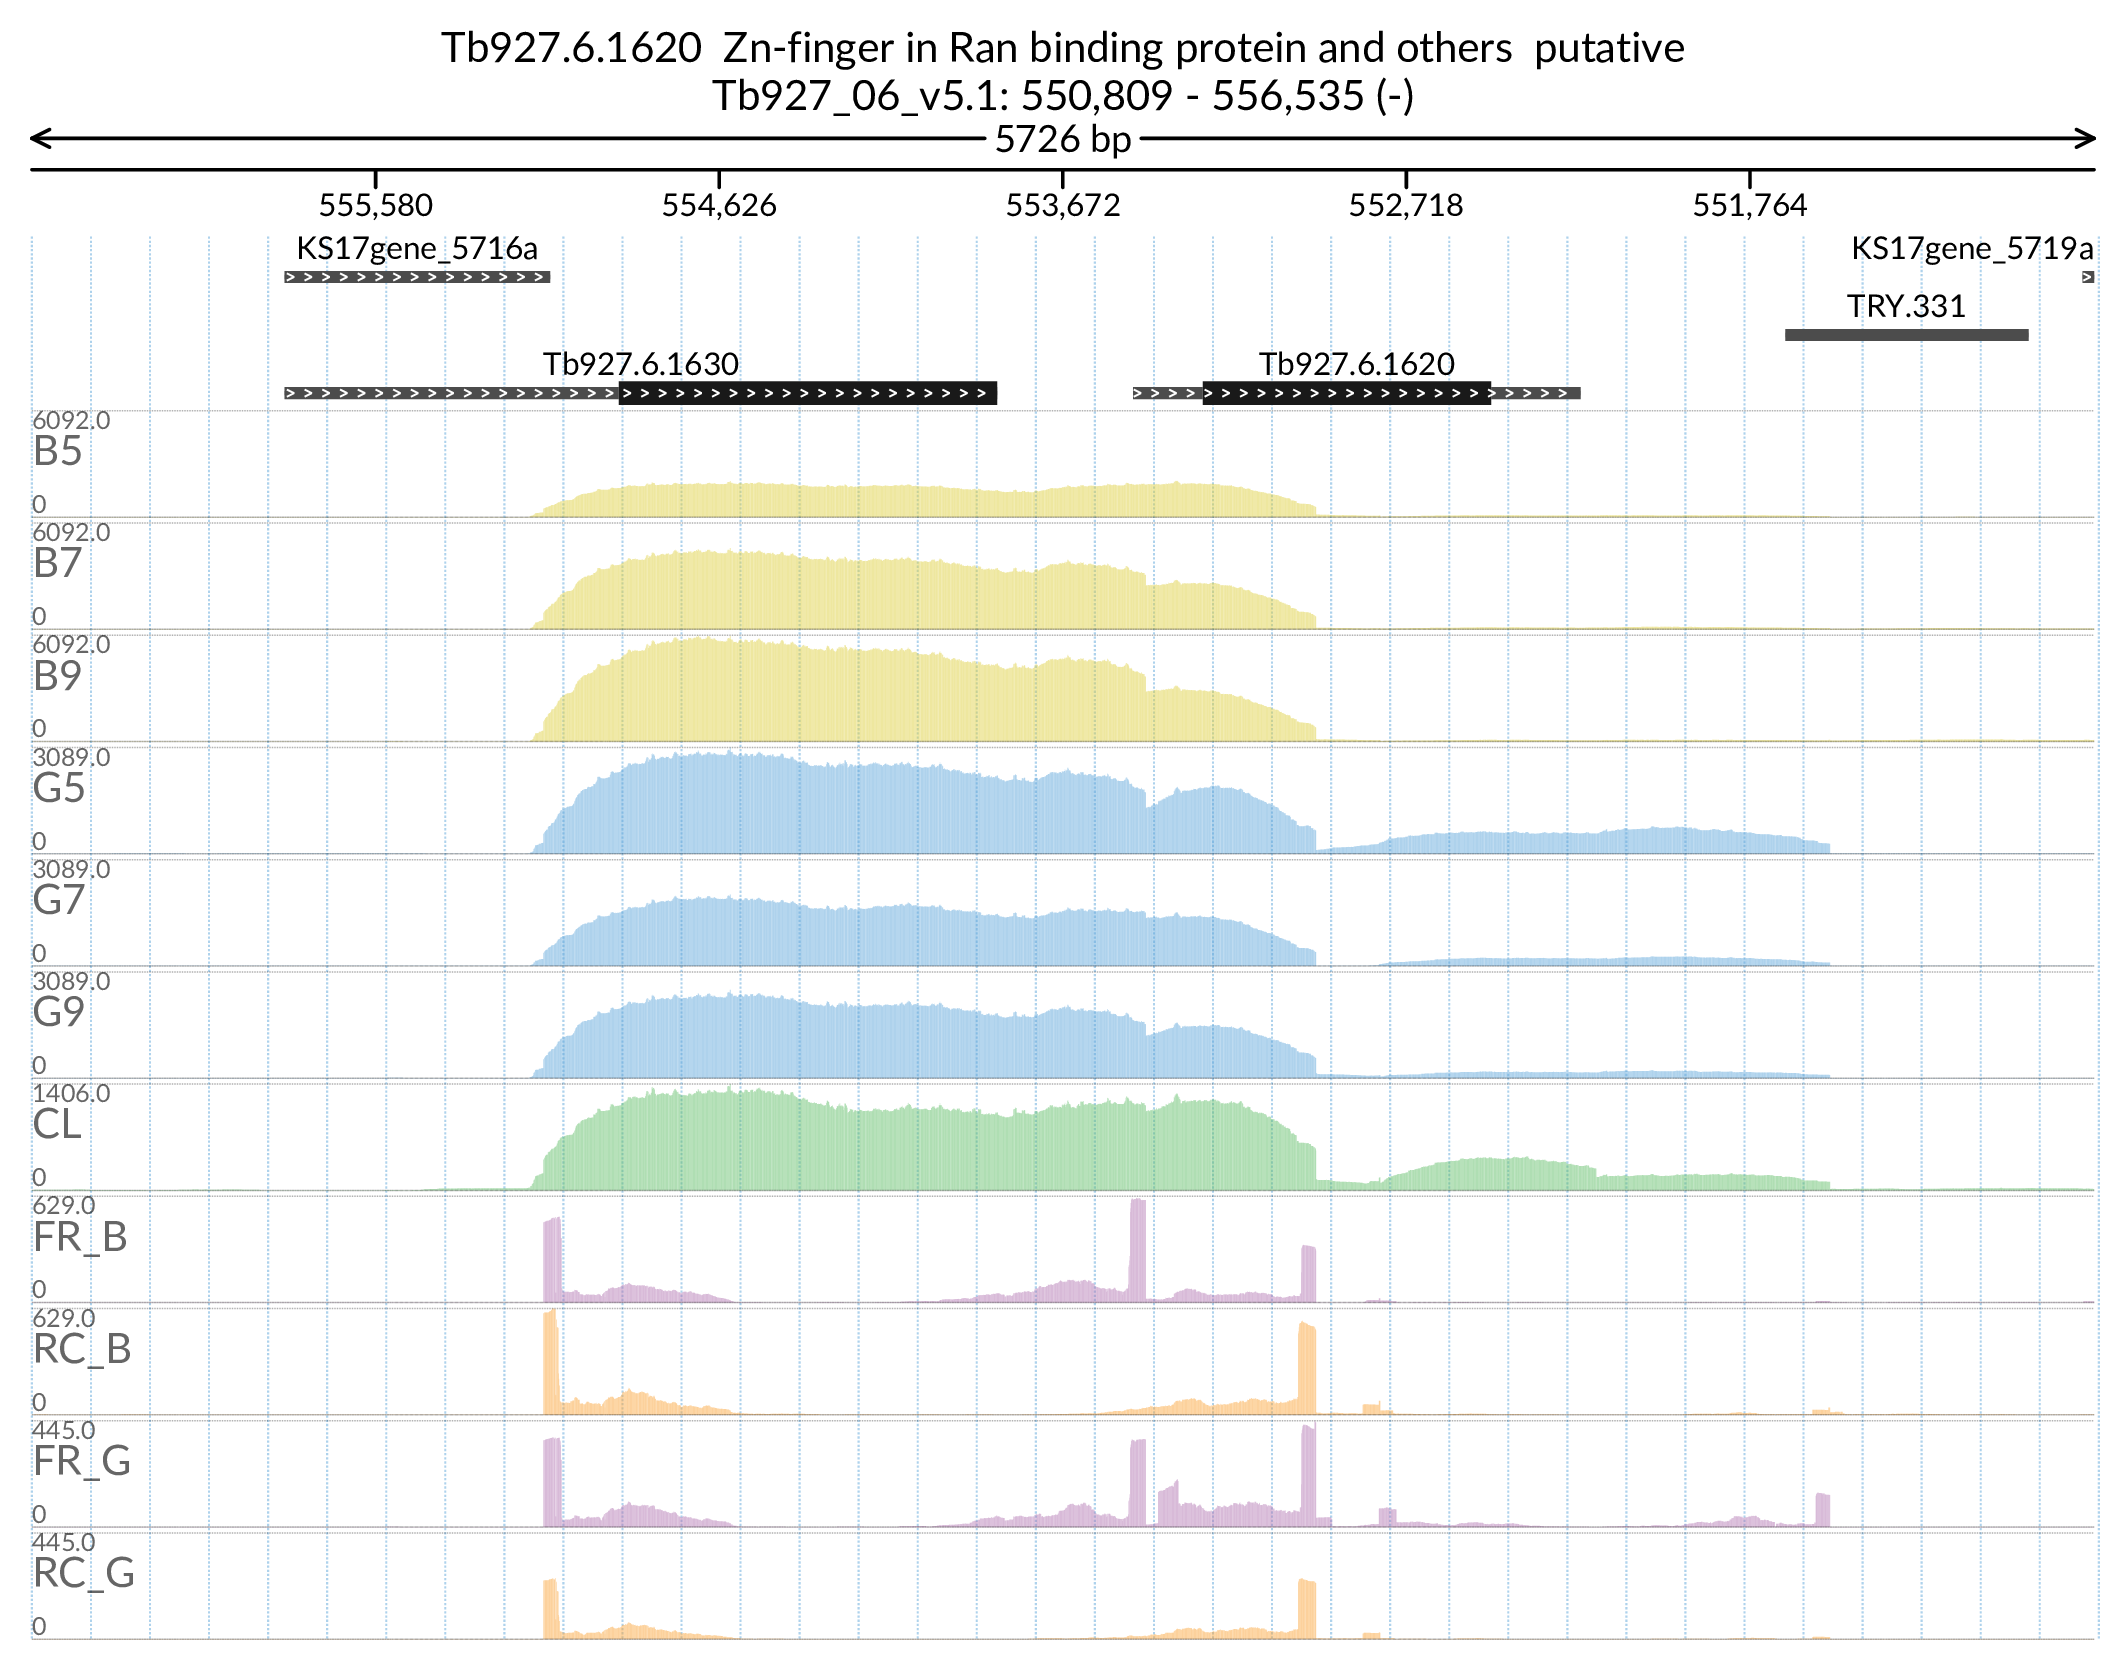 Tb927.6.1620  Zn-finger in Ran binding protein and others  putative
Tb927_06_v5.1: 550,809 - 556,535 (-)
5726 bp
555,580 554,626 553,672 552,718 551,764
KS17gene_5716a KS17gene_5719a
TRY.331
Tb927.6.1630 Tb927.6.1620
6092.0
B5
0
6092.0
B7
0
6092.0
B9
0
3089.0
G5
0
3089.0
G7
0
3089.0
G9
0
1406.0
CL
0
629.0
FR_B
0
629.0
RC_B
0
445.0
FR_G
0
445.0
RC_G
0